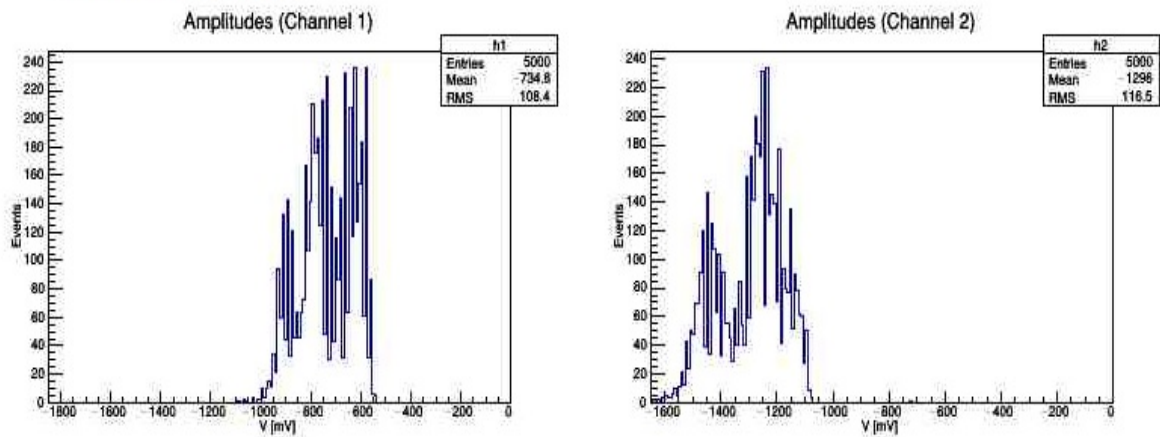 Amplitudes (Channel 1)
h1
Entries 5000
Mean -734.8
RMS 108.4
240
220
200
180
160
140
120
100
80
60
40
20
0
Events
1800 1600 1400 1200 1000 800 600 400 200 0
V [mV]
Amplitudes (Channel 2)
h2
Entries 5000
Mean -1296
RMS 116.5
240
220
200
180
160
140
120
100
80
60
40
20
0
Events
-1600 -1400 -1200 1000 800 600 400 200 0
V [mV]